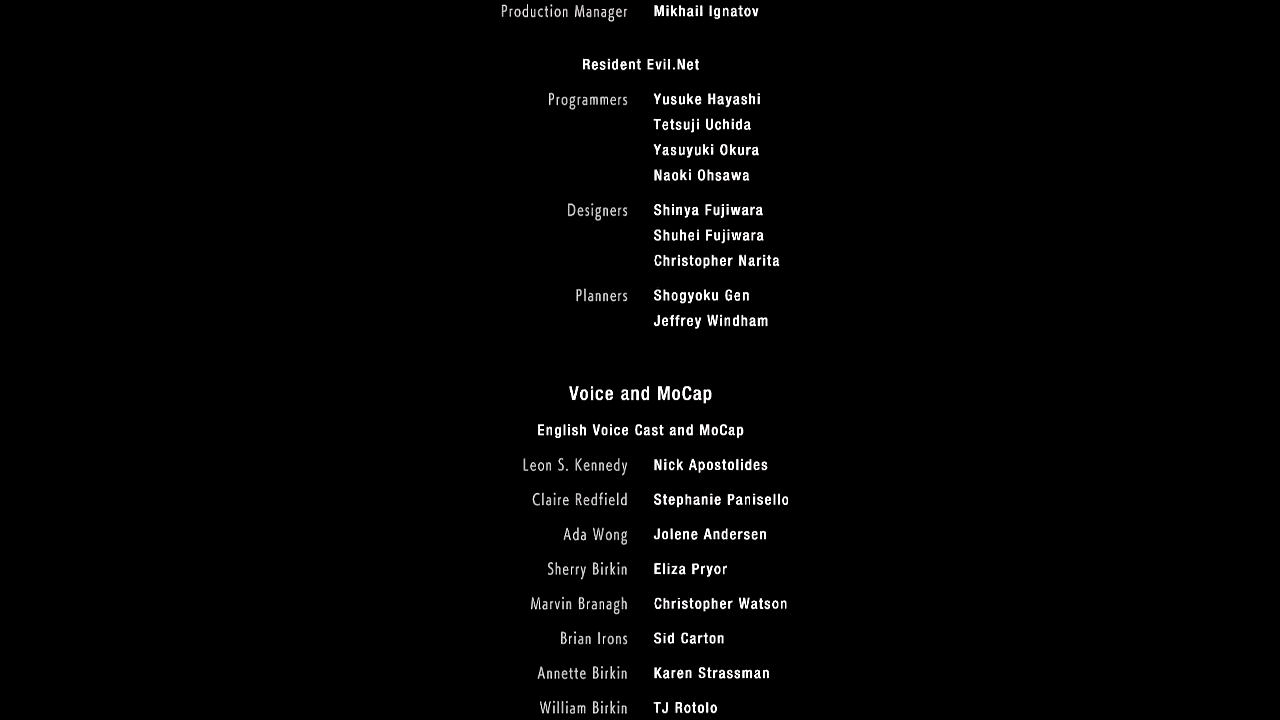 Production Manager Mikhail Ignatov
Resident Evil.Net
Programmers Yusuke Hayashi
Tetsuji Uchida
Yasuyuki Okura
Naoki Ohsawa
Designers Shinya Fujiwara
Shuhei Fujiwara
Christopher Narita
Planners Shogyoku Gen
Jeffrey Windham
Voice and MoCap
English Voice Cast and MoCap
Leon S. Kennedy Nick Apostolides
Claire Redfield Stephanie Panisello
Ada Wong Jolene Andersen
Sherry Birkin Eliza Pryor
Marvin Branagh Christopher Watson
Brian Irons Sid Carton
Annette Birkin Karen Strassman
William Birkin TJ Rotolo